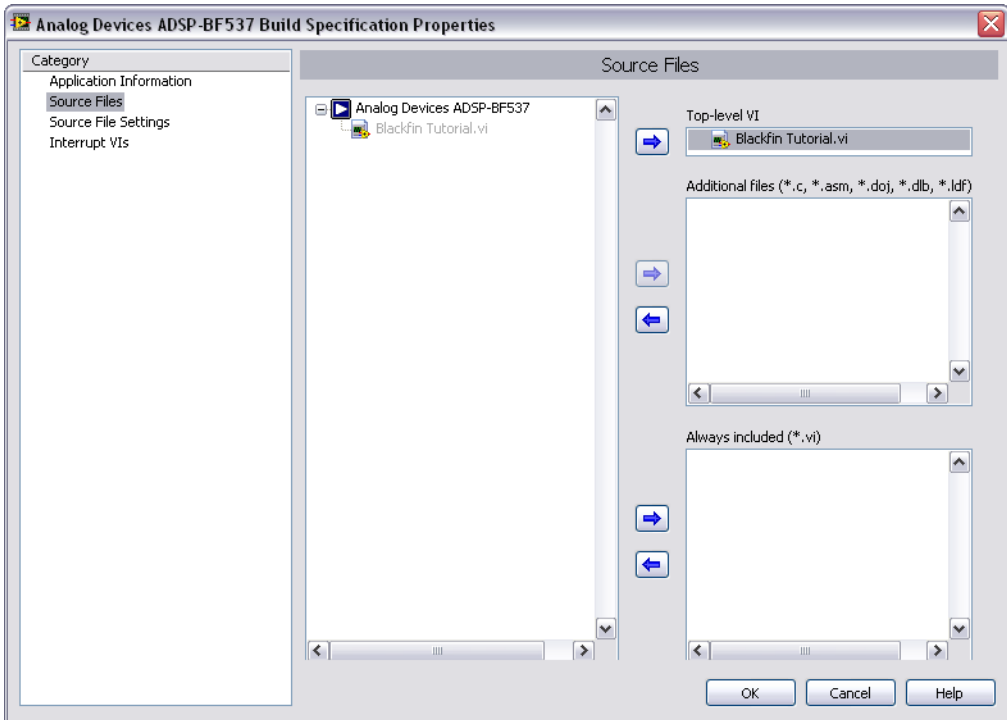 Analog Devices ADSP-BF537 Build Specification Properties
Category
Application Information
Source Files
Source File Settings
Interrupt VIs
Source Files
Analog Devices ADSP-BF537
Blackfin Tutorial.vi
Top-level VI
Blackfin Tutorial.vi
Additional files (*.c, *.asm, *.doj, *.dlb, *.ldf)
Always included (*.vi)
OK
Cancel
Help